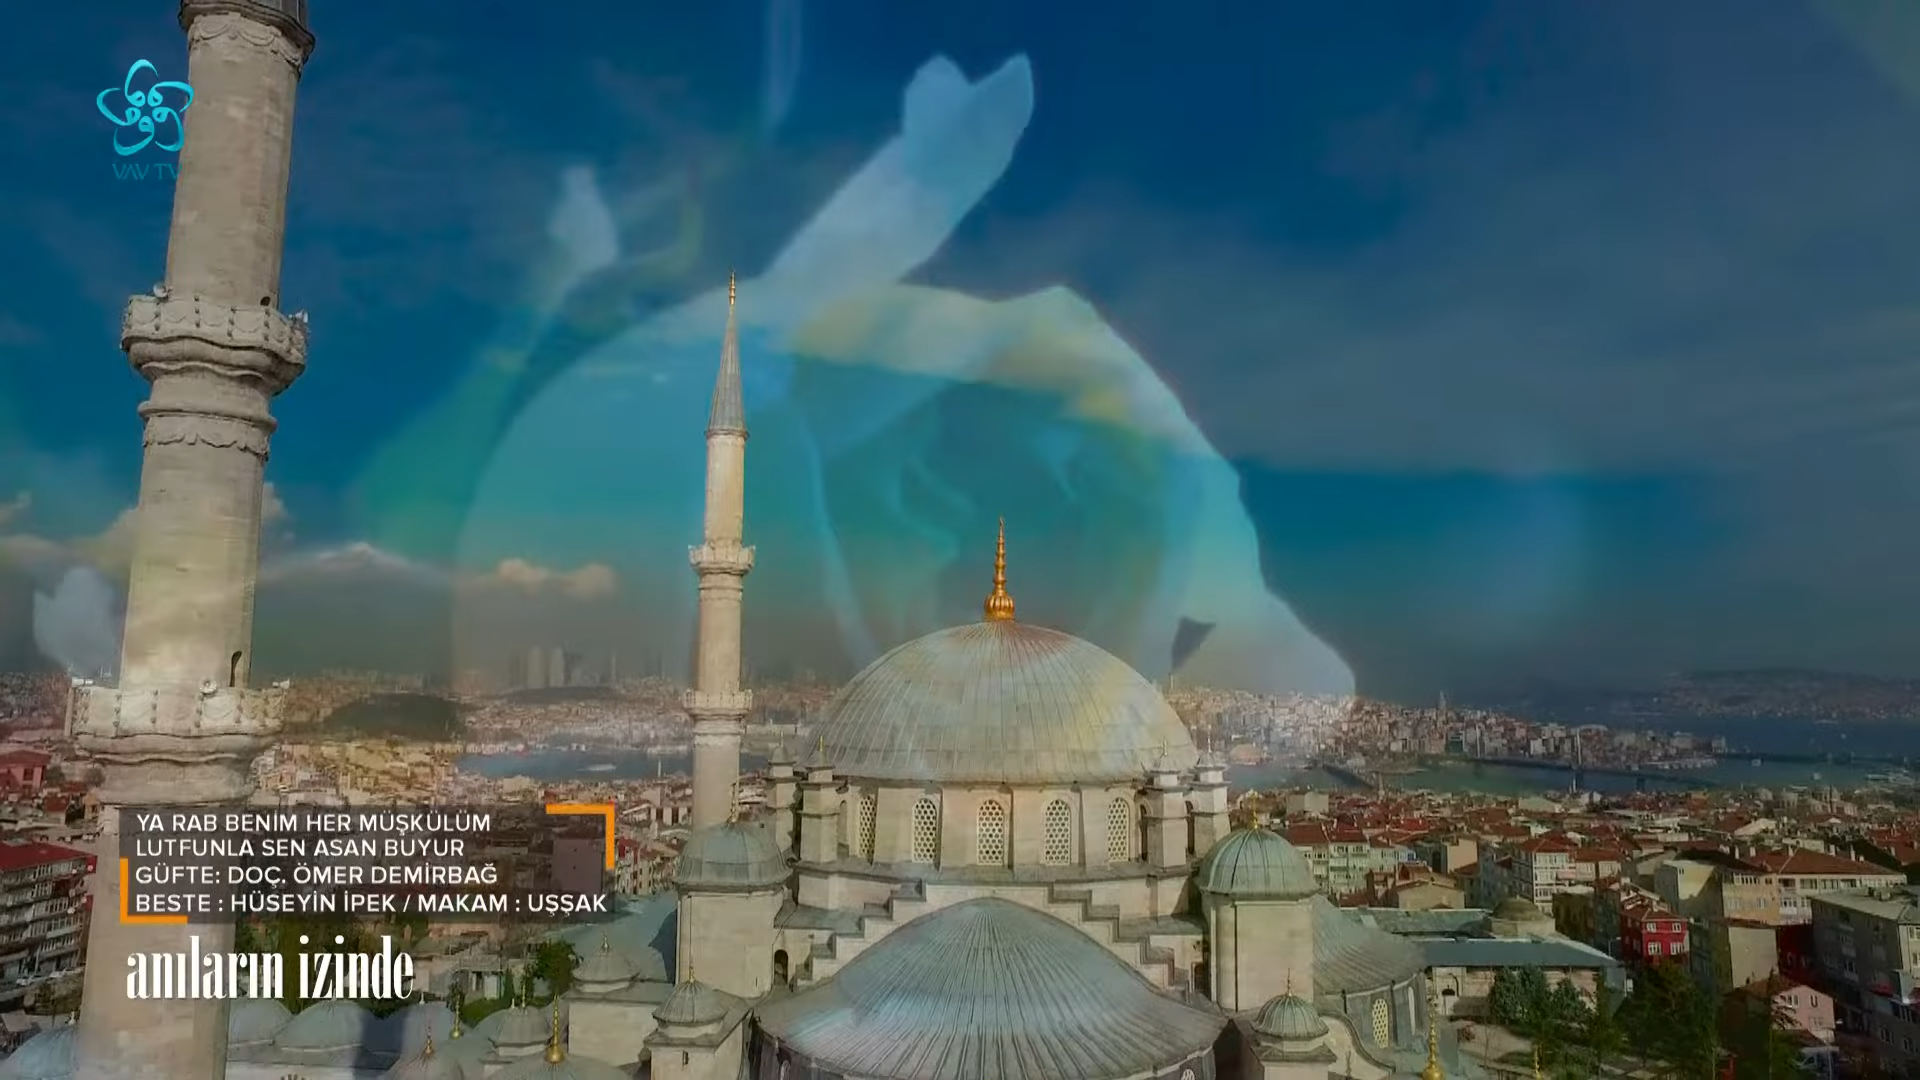 VAV TV
YA RAB BENİM HER MÜŞKÜLÜM
LUTFUNLA SEN ASAN BUYUR
GÜFTE: DOÇ. ÖMER DEMİRBAĞ
BESTE : HÜSEYİN İPEK / MAKAM : UŞŞAK
anıların izinde